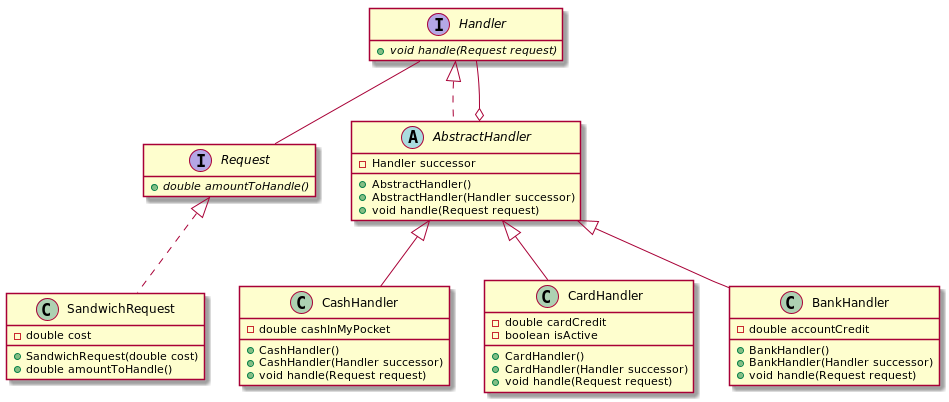 I Handler
void handle(Request request)
I Request
double amountToHandle()
A AbstractHandler
Handler successor
AbstractHandler()
AbstractHandler(Handler successor)
void handle(Request request)
C SandwichRequest
double cost
SandwichRequest(double cost)
double amountToHandle()
C CashHandler
double cashInMyPocket
CashHandler()
CashHandler(Handler successor)
void handle(Request request)
C CardHandler
double cardCredit
boolean isActive
CardHandler()
CardHandler(Handler successor)
void handle(Request request)
C BankHandler
double accountCredit
BankHandler()
BankHandler(Handler successor)
void handle(Request request)